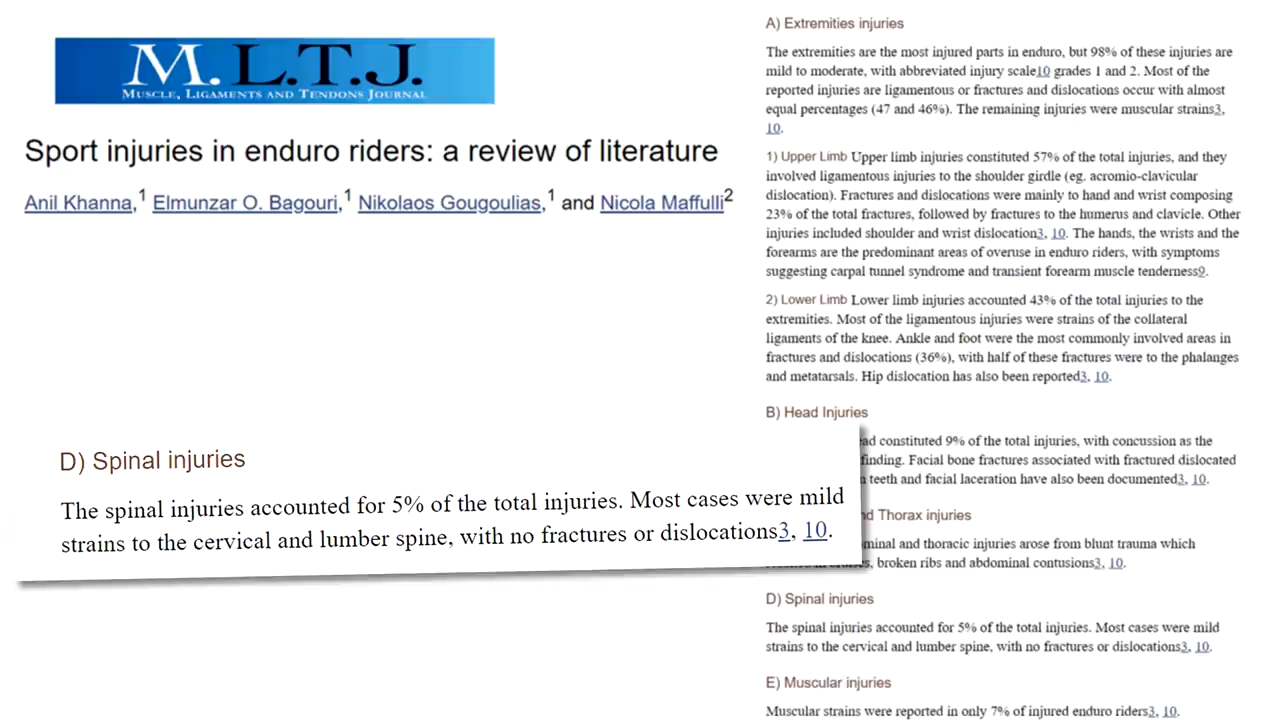 M.L.T.J.
MUSCLE, LIGAMENTS AND TENDONS JOURNAL
Sport injuries in enduro riders: a review of literature
Anil Khanna,1 Elmunzar O. Bagouri,1 Nikolaos Gougoulias,1 and Nicola Maffulli2
D) Spinal injuries
The spinal injuries accounted for 5% of the total injuries. Most cases were mild
strains to the cervical and lumber spine, with no fractures or dislocations3, 10.
A) Extremities injuries
The extremities are the most injured parts in enduro, but 98% of these injuries are
mild to moderate, with abbreviated injury scale10 grades 1 and 2. Most of the
reported injuries are ligamentous or fractures and dislocations occur with almost
equal percentages (47 and 46%). The remaining injuries were muscular strains3,
10.
1) Upper Limb Upper limb injuries constituted 57% of the total injuries, and they
involved ligamentous injuries to the shoulder girdle (eg. acromio-clavicular
dislocation). Fractures and dislocations were mainly to hand and wrist composing
23% of the total fractures, followed by fractures to the humerus and clavicle. Other
injuries included shoulder and wrist dislocation3, 10. The hands, the wrists and the
forearms are the predominant areas of overuse in enduro riders, with symptoms
suggesting carpal tunnel syndrome and transient forearm muscle tenderness9.
2) Lower Limb Lower limb injuries accounted 43% of the total injuries to the
extremities. Most of the ligamentous injuries were strains of the collateral
ligaments of the knee. Ankle and foot were the most commonly involved areas in
fractures and dislocations (36%), with half of these fractures were to the phalanges
and metatarsals. Hip dislocation has also been reported3, 10.
B) Head Injuries
constituted 9% of the total injuries, with concussion as the
finding. Facial bone fractures associated with fractured dislocated
teeth and facial laceration have also been documented3, 10.
Thorax injuries
and thoracic injuries arose from blunt trauma which
broken ribs and abdominal contusions3, 10.
D) Spinal injuries
The spinal injuries accounted for 5% of the total injuries. Most cases were mild
strains to the cervical and lumber spine, with no fractures or dislocations3, 10.
E) Muscular injuries
Muscular strains were reported in only 7% of injured enduro riders3, 10.